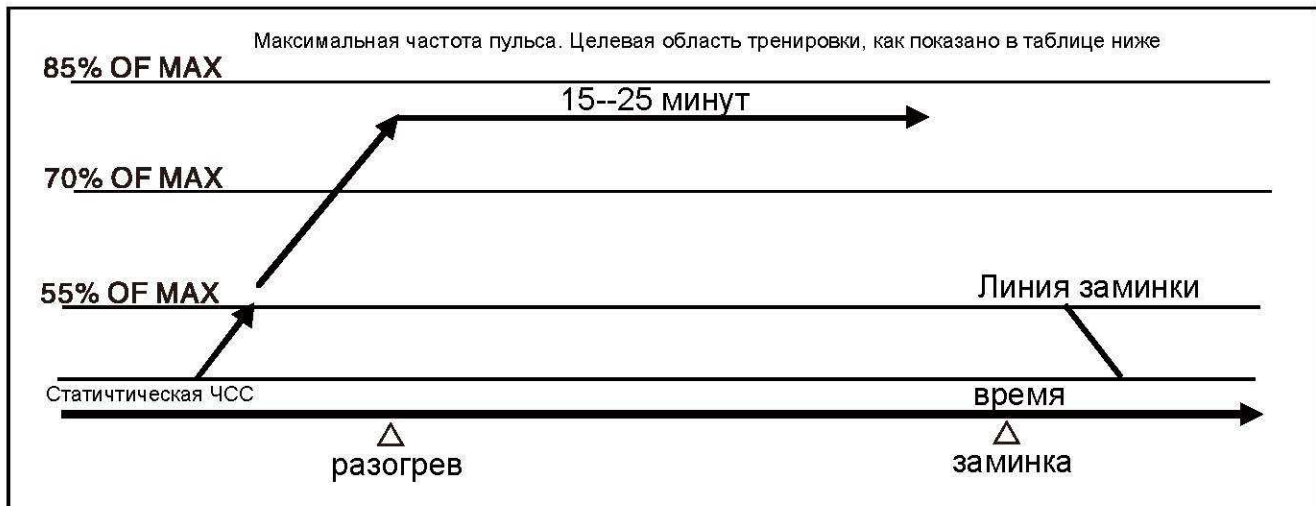 Максимальная частота пульса. Целевая область тренировки, как показано в таблице ниже
85% OF MAX
15--25 минут
70% OF MAX
55% OF MAX
Линия заминки
Статичтическая ЧСС
время
разогрев
заминка